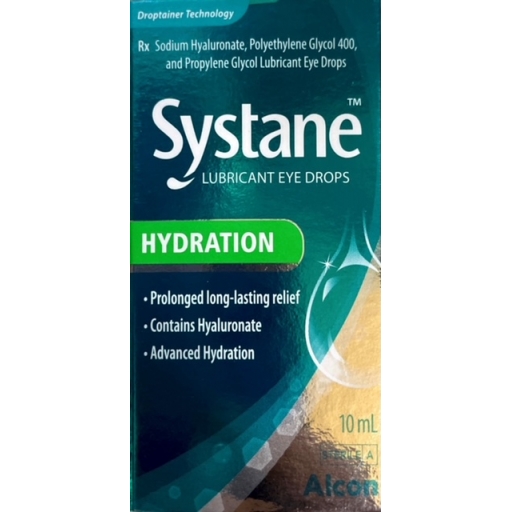 Droptainer Technology
Rx Sodium Hyaluronate, Polyethylene Glycol 400,
and Propylene Glycol Lubricant Eye Drops
Systane™
LUBRICANT EYE DROPS
HYDRATION
• Prolonged long-lasting relief
• Contains Hyaluronate
• Advanced Hydration
10 mL
STERILE A
Alcon